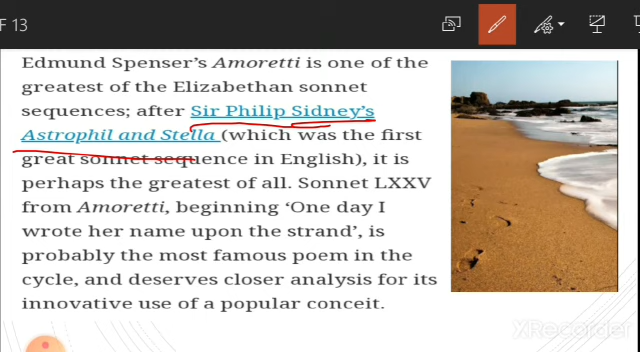 F 13
Edmund Spenser's Amoretti is one of the
greatest of the Elizabethan sonnet
sequences; after Sir Philip Sidney's
Astrophil and Stella (which was the first
great sonnet sequence in English), it is
perhaps the greatest of all. Sonnet LXXV
from Amoretti, beginning ‘One day I
wrote her name upon the strand’, is
probably the most famous poem in the
cycle, and deserves closer analysis for its
innovative use of a popular conceit.
XRecorder